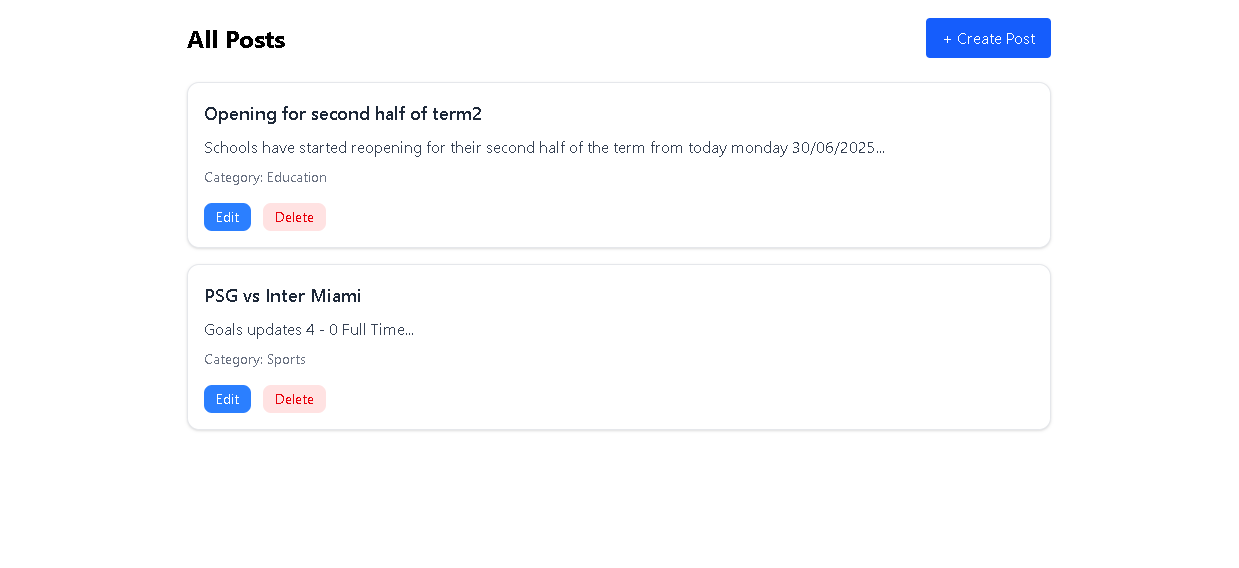 All Posts
+ Create Post
Opening for second half of term2
Schools have started reopening for their second half of the term from today monday 30/06/2025...
Category: Education
Edit
Delete
PSG vs Inter Miami
Goals updates 4 - 0 Full Time...
Category: Sports
Edit
Delete